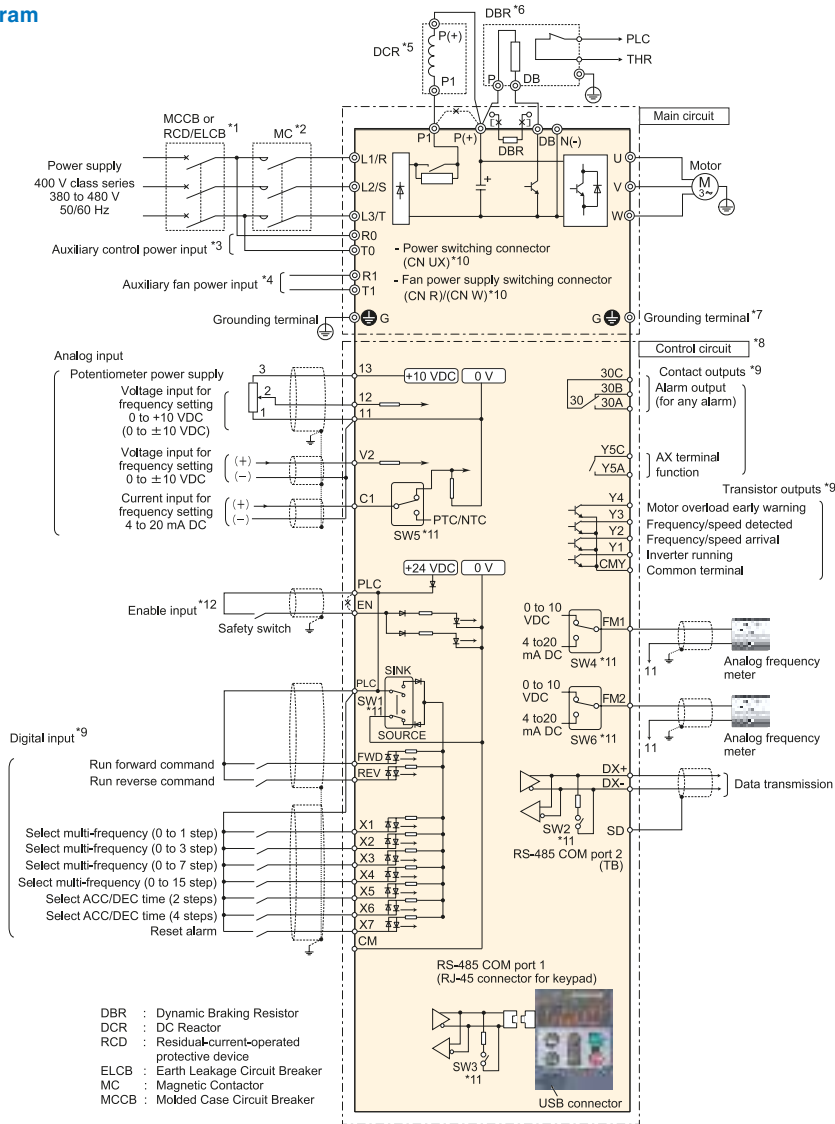 ram
DBR *6
DCR *5
P(+)
P1
P
DB
PLC
THR
MCCB or
RCD/ELCB *1
MC *2
P1
P(+)
DBR
DB
N(-)
Main circuit
Power supply
400 V class series
380 to 480 V
50/60 Hz
L1/R
L2/S
L3/T
+
U
V
W
Motor
M
3~
R0
T0
Auxiliary control power input *3
- Power switching connector
(CN UX) *10
R1
T1
Auxiliary fan power input *4
- Fan power supply switching connector
(CN R)/(CN W) *10
Grounding terminal
G
G
Grounding terminal *7
Control circuit *8
Analog input
Potentiometer power supply
3
2
1
13
12
11
+10 VDC
0 V
Voltage input for
frequency setting
0 to +10 VDC
(0 to ±10 VDC)
Voltage input for
frequency setting
0 to ±10 VDC
(+)
(-)
V2
Current input for
frequency setting
4 to 20 mA DC
(+)
(-)
C1
PTC/NTC
SW5 *11
Contact outputs *9
30C
30B
30A
30
Alarm output
(for any alarm)
Y5C
Y5A
AX terminal
function
Transistor outputs *9
Y4
Motor overload early warning
Y3
Frequency/speed detected
Y2
Frequency/speed arrival
Y1
Inverter running
CMY
Common terminal
+24 VDC
0 V
PLC
EN
Enable input *12
Safety switch
0 to 10
VDC
4 to20
mA DC
SW4 *11
FM1
11
Analog frequency
meter
0 to 10
VDC
4 to20
mA DC
SW6 *11
FM2
11
Analog frequency
meter
PLC
SINK
SW1
*11
SOURCE
Digital input *9
FWD
REV
Run forward command
Run reverse command
DX+
DX-
Data transmission
SD
SW2
*11
RS-485 COM port 2
(TB)
X1
X2
X3
X4
X5
X6
X7
CM
Select multi-frequency (0 to 1 step)
Select multi-frequency (0 to 3 step)
Select multi-frequency (0 to 7 step)
Select multi-frequency (0 to 15 step)
Select ACC/DEC time (2 steps)
Select ACC/DEC time (4 steps)
Reset alarm
RS-485 COM port 1
(RJ-45 connector for keypad)
SW3
*11
USB connector
DBR : Dynamic Braking Resistor
DCR : DC Reactor
RCD : Residual-current-operated
protective device
ELCB : Earth Leakage Circuit Breaker
MC : Magnetic Contactor
MCCB : Molded Case Circuit Breaker